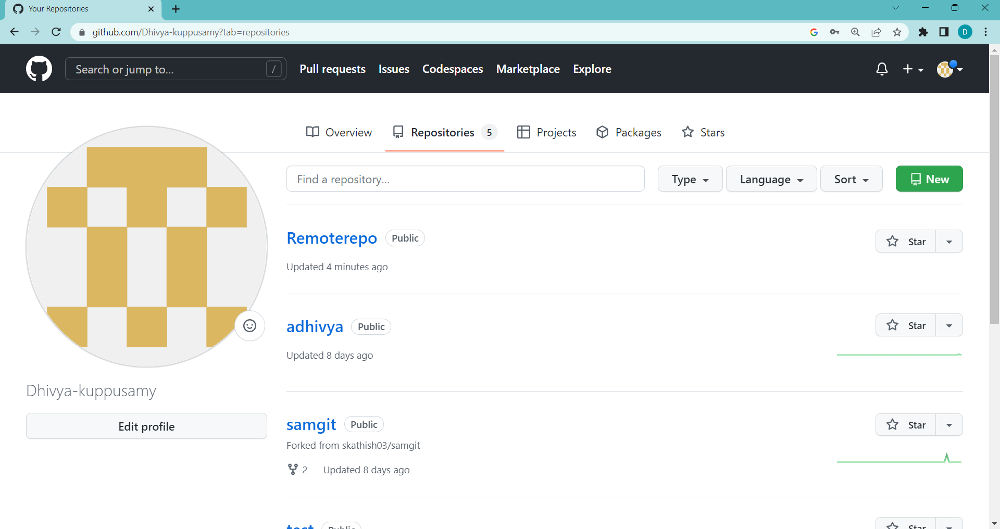 Your Repositories
github.com/Dhivya-kuppusamy?tab=repositories
D
Search or jump to... /
Pull requests Issues Codespaces Marketplace Explore
Overview Repositories 5 Projects Packages Stars
Find a repository...
Type Language Sort New
Remoterepo Public
Star
Updated 4 minutes ago
adhivya Public
Star
Updated 8 days ago
Dhivya-kuppusamy
Edit profile
samgit Public
Star
Forked from skathish03/samgit
2 Updated 8 days ago
test Public
Star